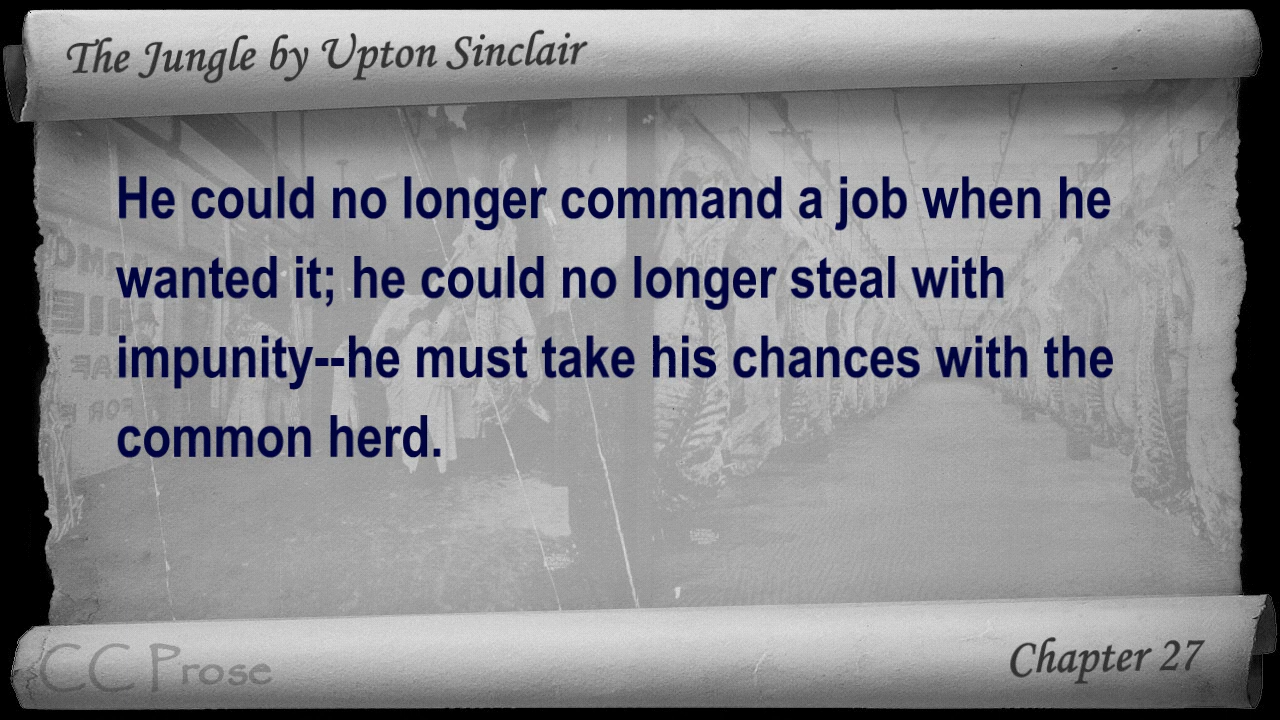 The Jungle by Upton Sinclair
He could no longer command a job when he
wanted it; he could no longer steal with
impunity--he must take his chances with the
common herd.
CC Prose
Chapter 27